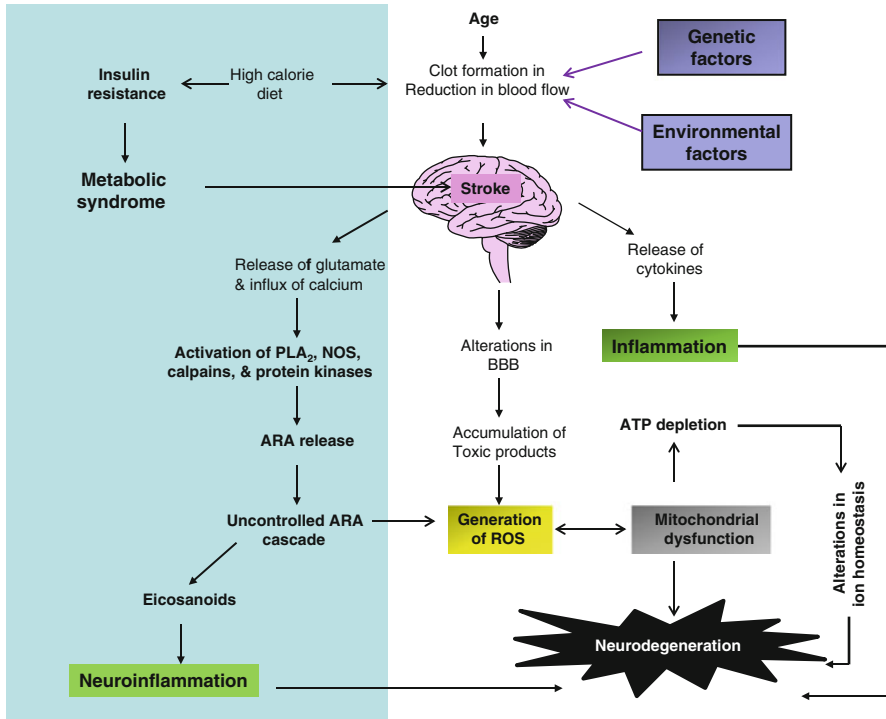 Age
Genetic
factors
Insulin
resistance
High calorie
diet
Clot formation in
Reduction in blood flow
Environmental
factors
Metabolic
syndrome
Stroke
Release of glutamate
& influx of calcium
Release of
cytokines
Activation of PLA₂, NOS,
calpains, & protein kinases
Alterations in
BBB
Inflammation
ARA release
Accumulation of
Toxic products
ATP depletion
Uncontrolled ARA
cascade
Generation
of ROS
Mitochondrial
dysfunction
Alterations in
ion homeostasis
Eicosanoids
Neurodegeneration
Neuroinflammation